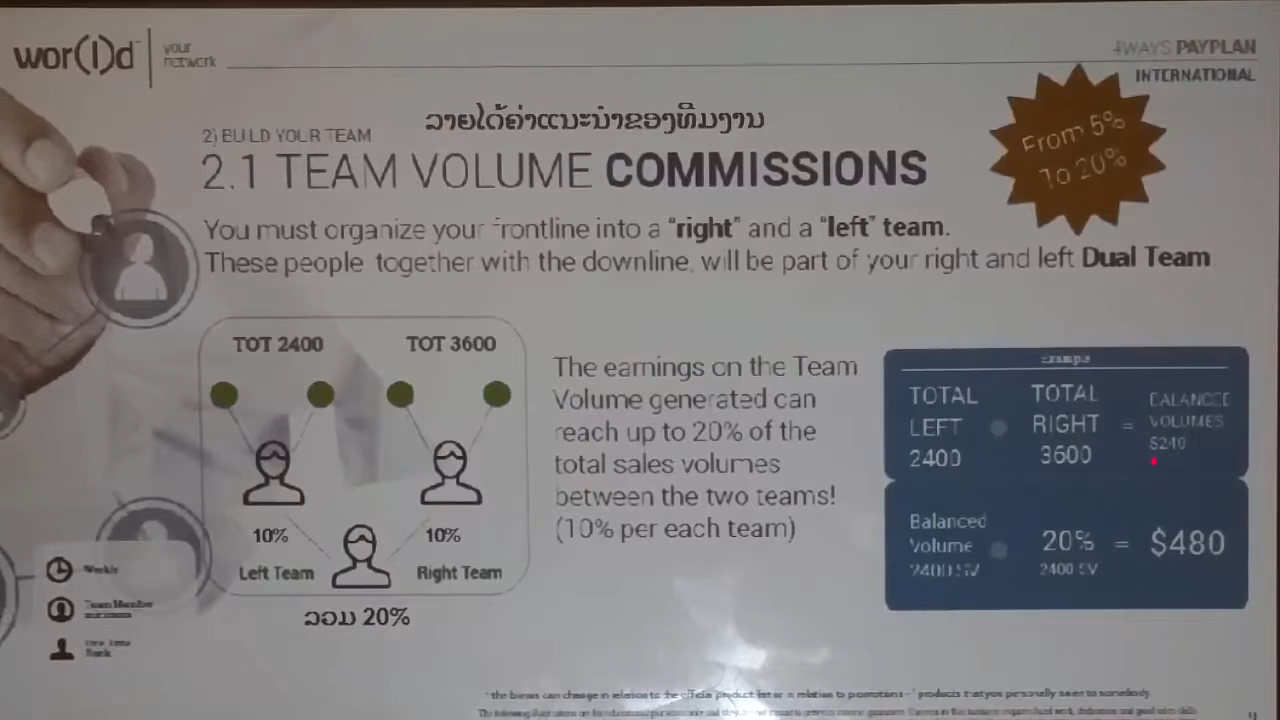 wor(l)d
your
network
4WAYS PAYPLAN
INTERNATIONAL
From 5%
To 20%
ລາຍໄດ້ຄ່າແນະນຳຂອງທີມງານ
2) BUILD YOUR TEAM
2.1 TEAM VOLUME COMMISSIONS
You must organize your frontline into a "right" and a "left" team.
These people together with the downline, will be part of your right and left Dual Team
TOT 2400
TOT 3600
10%
10%
Left Team
Right Team
ລວມ 20%
The earnings on the Team
Volume generated can
reach up to 20% of the
total sales volumes
between the two teams!
(10% per each team)
Example
TOTAL
LEFT
2400
TOTAL
RIGHT
3600
=
BALANCED
VOLUMES
$240
Balanced
Volume
2400 SV
20%
2400 SV
= $480
Weekly
Team Member
Rank